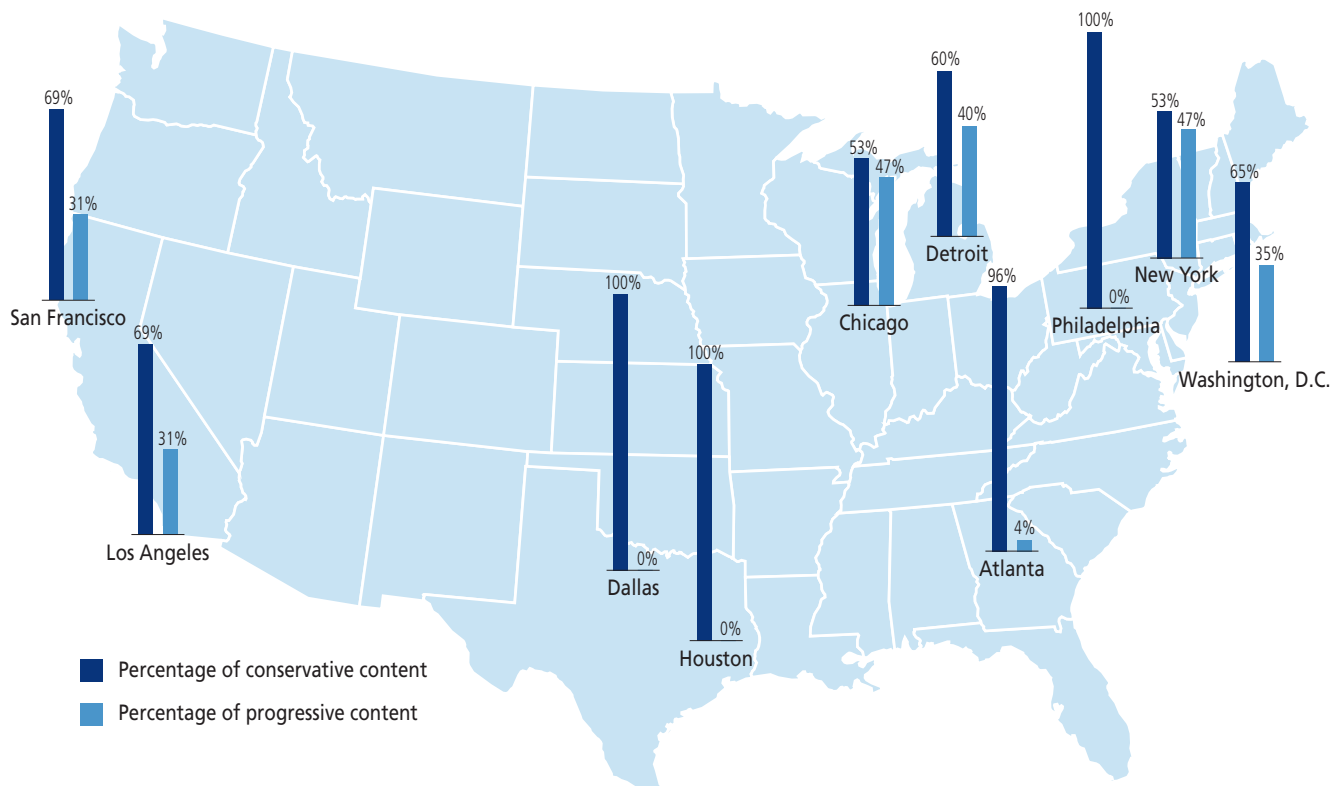 69%
31%
San Francisco
69%
31%
Los Angeles
100%
0%
Dallas
100%
0%
Houston
53%
47%
Chicago
60%
40%
Detroit
96%
4%
Atlanta
100%
0%
Philadelphia
53%
47%
New York
65%
35%
Washington, D.C.
Percentage of conservative content
Percentage of progressive content